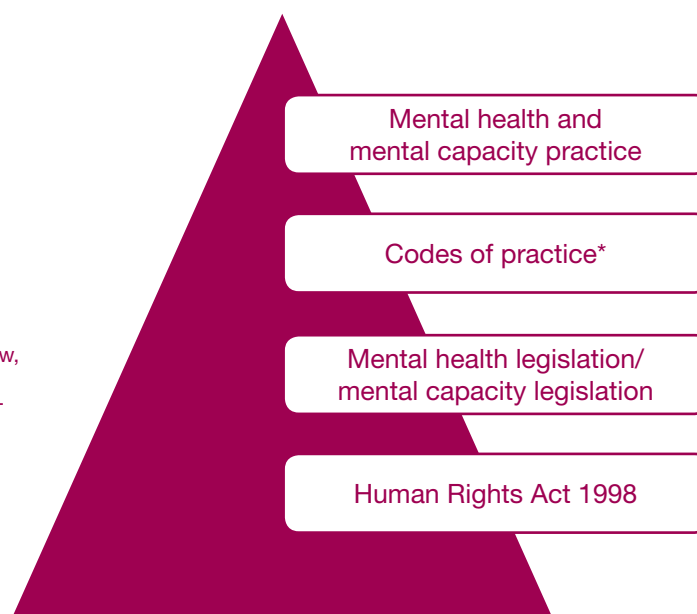 Mental health and
mental capacity practice
Codes of practice*
Mental health legislation/
mental capacity legislation
Human Rights Act 1998